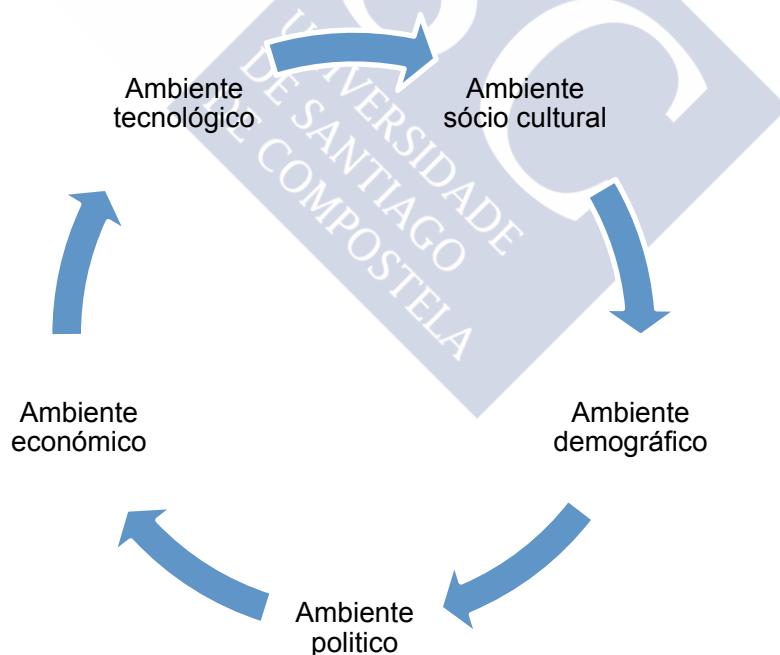 Ambiente
tecnológico
Ambiente
sócio cultural
Ambiente
demográfico
Ambiente
politico
Ambiente
económico
UNIVERSIDADE
DE SANTIAGO
DE COMPOSTELA